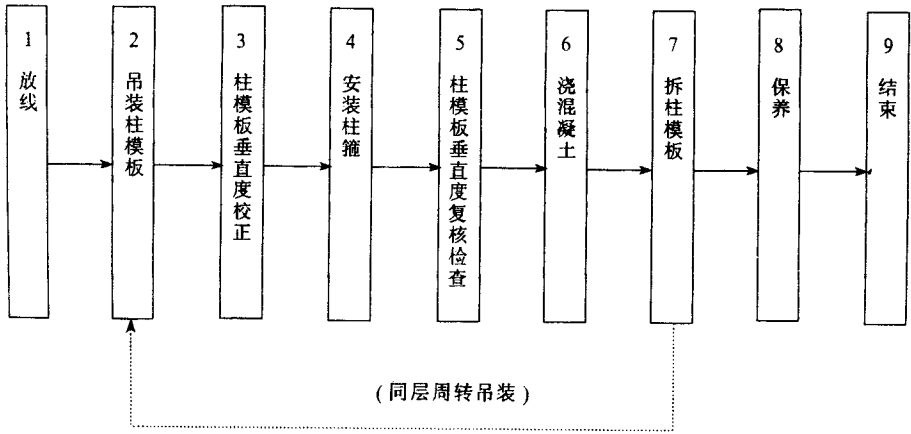 1
放线
2
吊装柱模板
3
柱模板垂直度校正
4
安装柱箍
5
柱模板垂直度复核检查
6
浇混凝土
7
拆柱模板
8
保养
9
结束
(同层周转吊装)